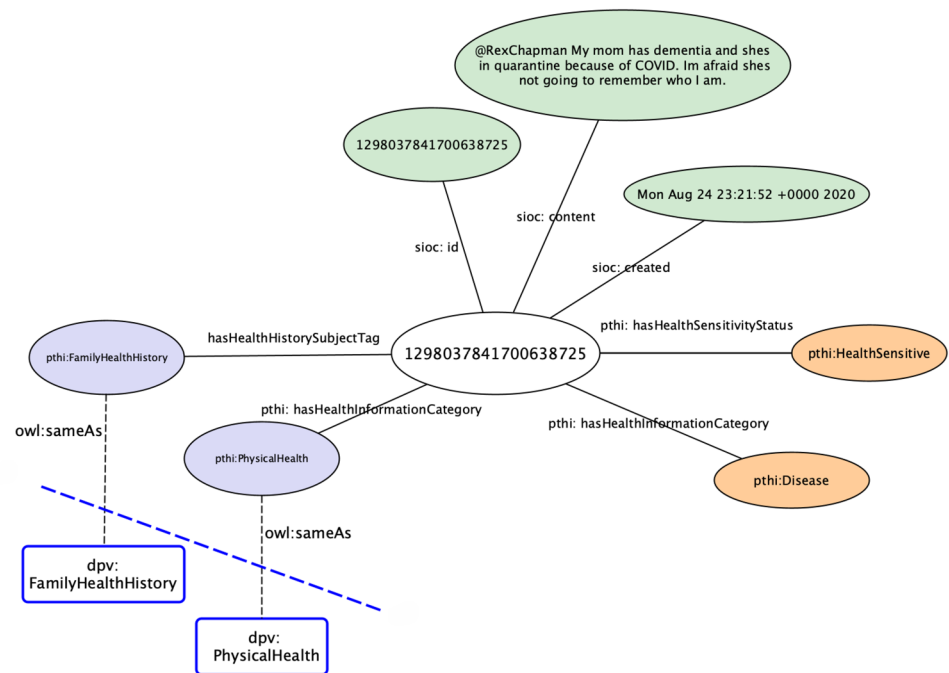 @RexChapman My mom has dementia and shes
in quarantine because of COVID. Im afraid shes
not going to remember who I am.
1298037841700638725
Mon Aug 24 23:21:52 +0000 2020
sioc: content
sioc: id
sioc: created
pthi: hasHealthSensitivityStatus
hasHealthHistorySubjectTag
1298037841700638725
pthi:HealthSensitive
pthi:FamilyHealthHistory
pthi: hasHealthInformationCategory
pthi: hasHealthInformationCategory
owl:sameAs
pthi:PhysicalHealth
pthi:Disease
owl:sameAs
dpv:
FamilyHealthHistory
dpv:
PhysicalHealth